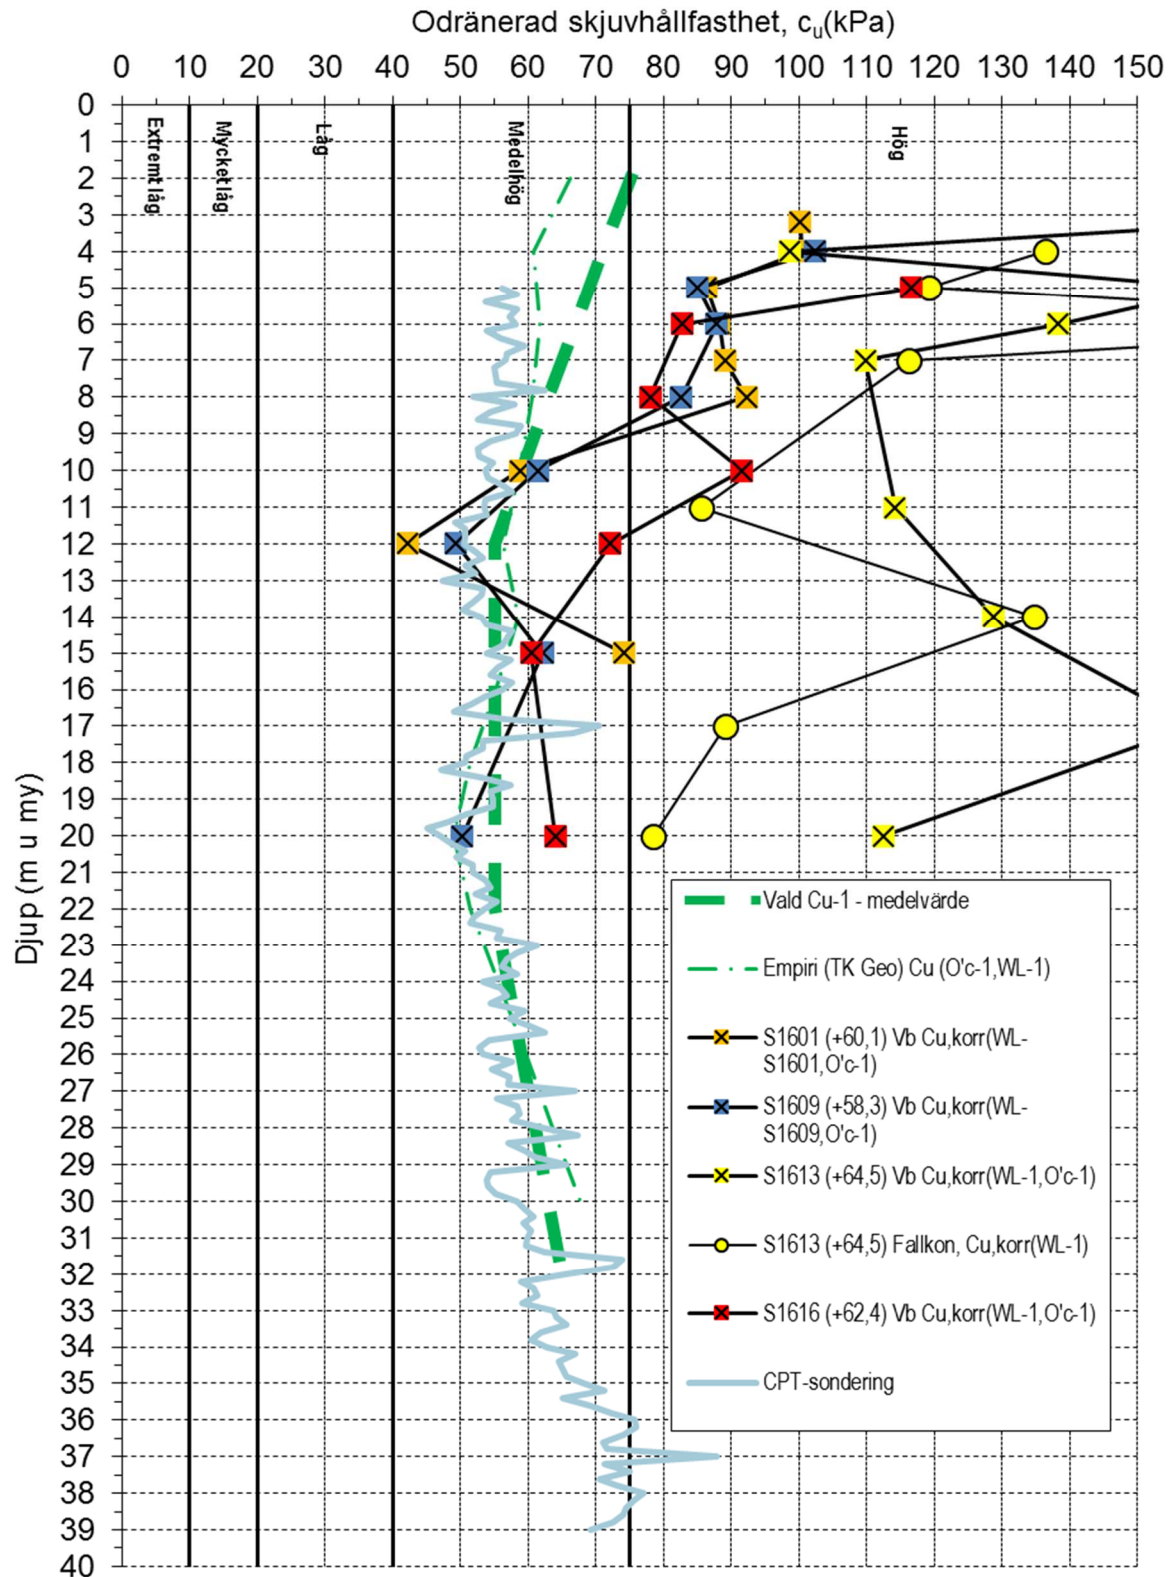 Odränerad skjuvhållfasthet, cu(kPa)
0 10 20 30 40 50 60 70 80 90 100 110 120 130 140 150
Extremt låg
Mycket låg
Låg
Medelhög
Hög
Djup (m u my)
0
1
2
3
4
5
6
7
8
9
10
11
12
13
14
15
16
17
18
19
20
21
22
23
24
25
26
27
28
29
30
31
32
33
34
35
36
37
38
39
40
Vald Cu-1 - medelvärde
Empiri (TK Geo) Cu (O'c-1,WL-1)
S1601 (+60,1) Vb Cu,korr(WL-
S1601,O'c-1)
S1609 (+58,3) Vb Cu,korr(WL-
S1609,O'c-1)
S1613 (+64,5) Vb Cu,korr(WL-1,O'c-1)
S1613 (+64,5) Fallkon, Cu,korr(WL-1)
S1616 (+62,4) Vb Cu,korr(WL-1,O'c-1)
CPT-sondering